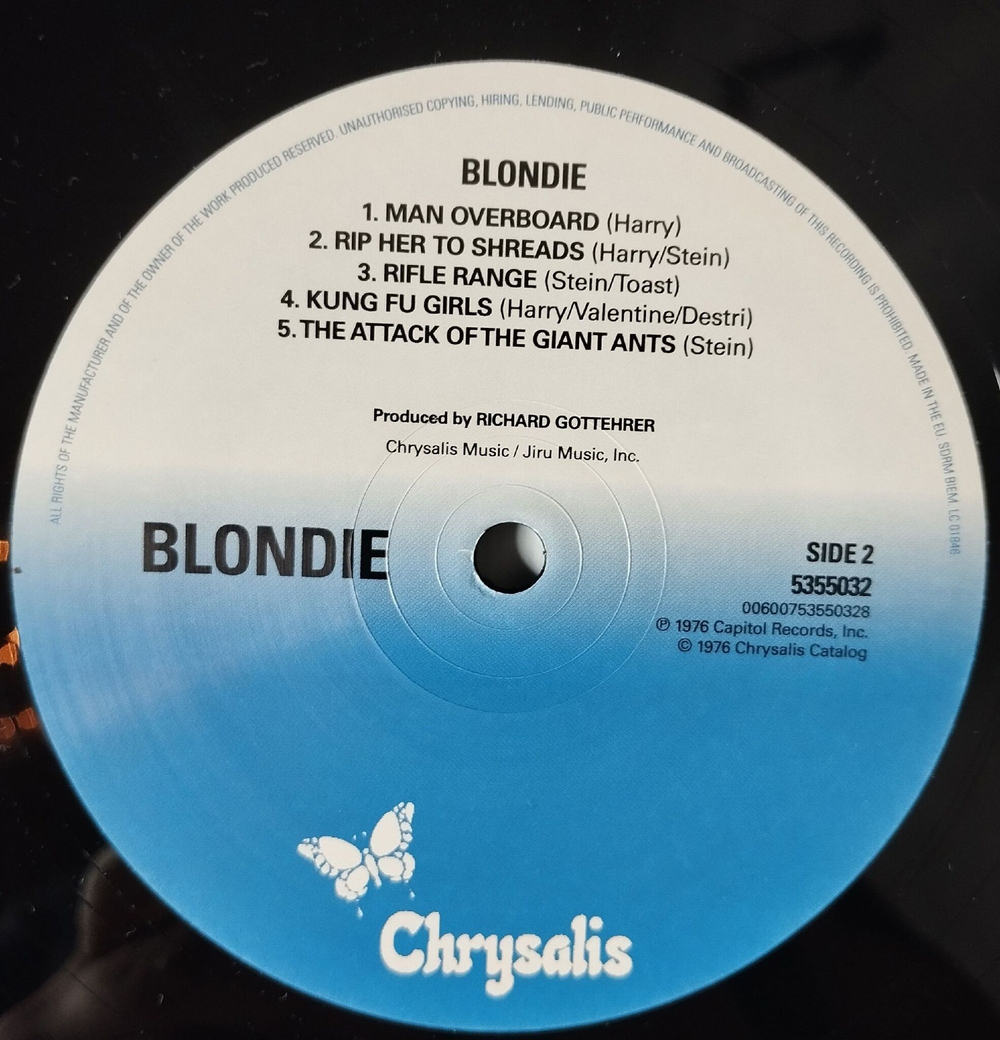 ALL RIGHTS OF THE MANUFACTURER AND OF THE OWNER OF THE WORK PRODUCED RESERVED. UNAUTHORISED COPYING, HIRING, LENDING, PUBLIC PERFORMANCE AND BROADCASTING OF THIS RECORDING IS PROHIBITED. MADE IN THE EU. SDRM BIEM LC 01846
BLONDIE
1. MAN OVERBOARD (Harry)
2. RIP HER TO SHREADS (Harry/Stein)
3. RIFLE RANGE (Stein/Toast)
4. KUNG FU GIRLS (Harry/Valentine/Destri)
5. THE ATTACK OF THE GIANT ANTS (Stein)
Produced by RICHARD GOTTEHRER
Chrysalis Music / Jiru Music, Inc.
BLONDIE
SIDE 2
5355032
00600753550328
℗ 1976 Capitol Records, Inc.
© 1976 Chrysalis Catalog
Chrysalis